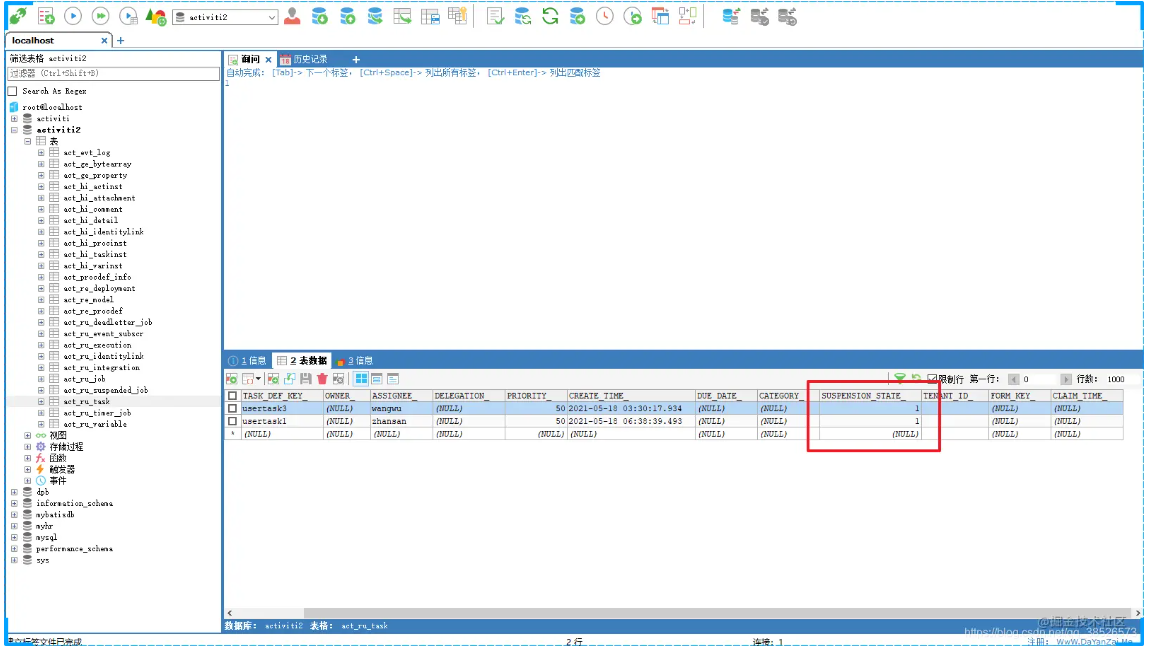 activiti2
localhost
筛选表格 activiti2
过滤器 (Ctrl+Shift+B)
Search As Regex
root@localhost
activiti
activiti2
表
act_evt_log
act_ge_bytearray
act_ge_property
act_hi_actinst
act_hi_attachment
act_hi_comment
act_hi_detail
act_hi_identitylink
act_hi_procinst
act_hi_taskinst
act_hi_varinst
act_procdef_info
act_re_deployment
act_re_model
act_re_procdef
act_ru_deadletter_job
act_ru_event_subscr
act_ru_execution
act_ru_identitylink
act_ru_integration
act_ru_job
act_ru_suspended_job
act_ru_task
act_ru_timer_job
act_ru_variable
视图
存储过程
函数
触发器
事件
dpb
information_schema
mybatisdb
myhr
mysql
performance_schema
sys
询问 历史记录
自动完成: [Tab]-> 下一个标签, [Ctrl+Space]-> 列出所有标签, [Ctrl+Enter]-> 列出匹配标签
1
1 信息 2 表数据 3 信息
限制行 第一行: 0 行数: 1000
TASK_DEF_KEY_ OWNER_ ASSIGNEE_ DELEGATION_ PRIORITY_ CREATE_TIME_ DUE_DATE_ CATEGORY_ SUSPENSION_STATE_ TENANT_ID_ FORM_KEY_ CLAIM_TIME_
usertask3 (NULL) wangwu (NULL) 50 2021-05-18 03:30:17.934 (NULL) (NULL) 1 (NULL) (NULL)
usertask1 (NULL) zhansan (NULL) 50 2021-05-18 06:38:39.493 (NULL) (NULL) 1 (NULL) (NULL)
* (NULL) (NULL) (NULL) (NULL) (NULL) (NULL) (NULL) (NULL) (NULL) (NULL) (NULL)
数据库: activiti2 表格: act_ru_task
@掘金技术社区
https://blog.csdn.net/qq_38526573
建立标签文件已完成 2 行 连接: 1 注册: WwW.DaYanZai.Me